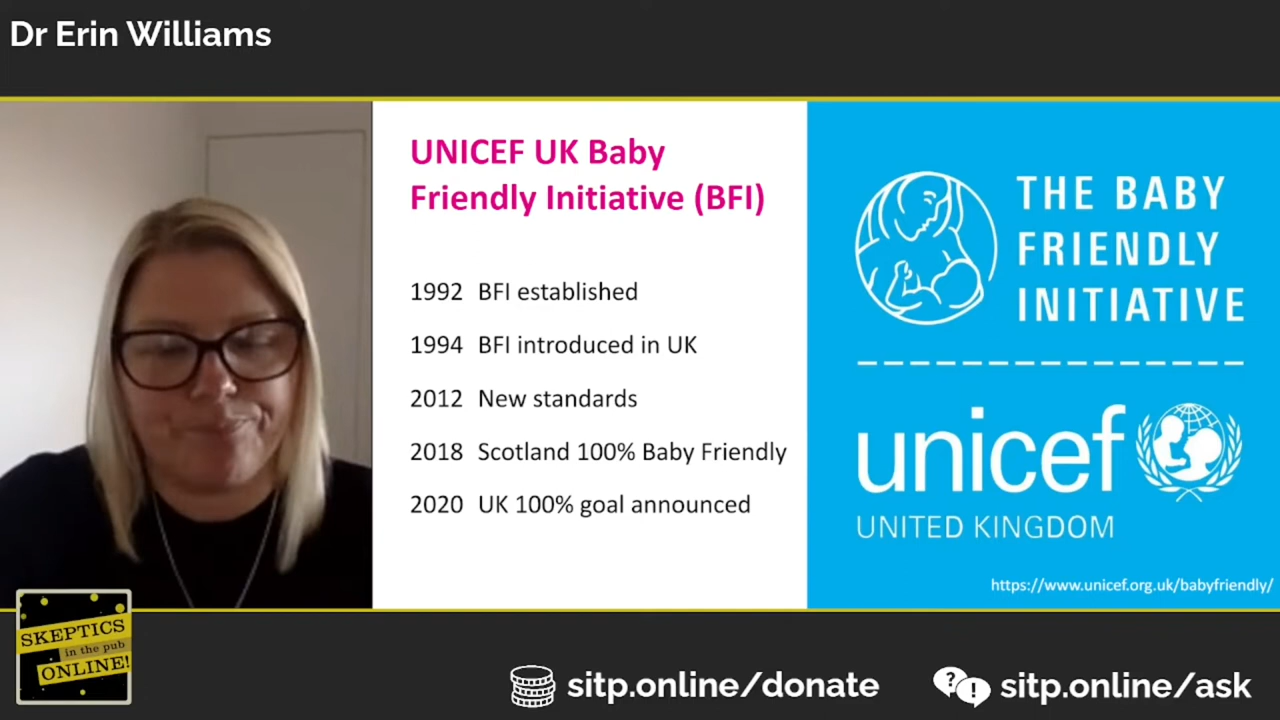 Dr Erin Williams
UNICEF UK Baby
Friendly Initiative (BFI)
1992 BFI established
1994 BFI introduced in UK
2012 New standards
2018 Scotland 100% Baby Friendly
2020 UK 100% goal announced
THE BABY
FRIENDLY
INITIATIVE
unicef
UNITED KINGDOM
https://www.unicef.org.uk/babyfriendly/
SKEPTICS
in the pub
ONLINE!
sitp.online/donate
sitp.online/ask